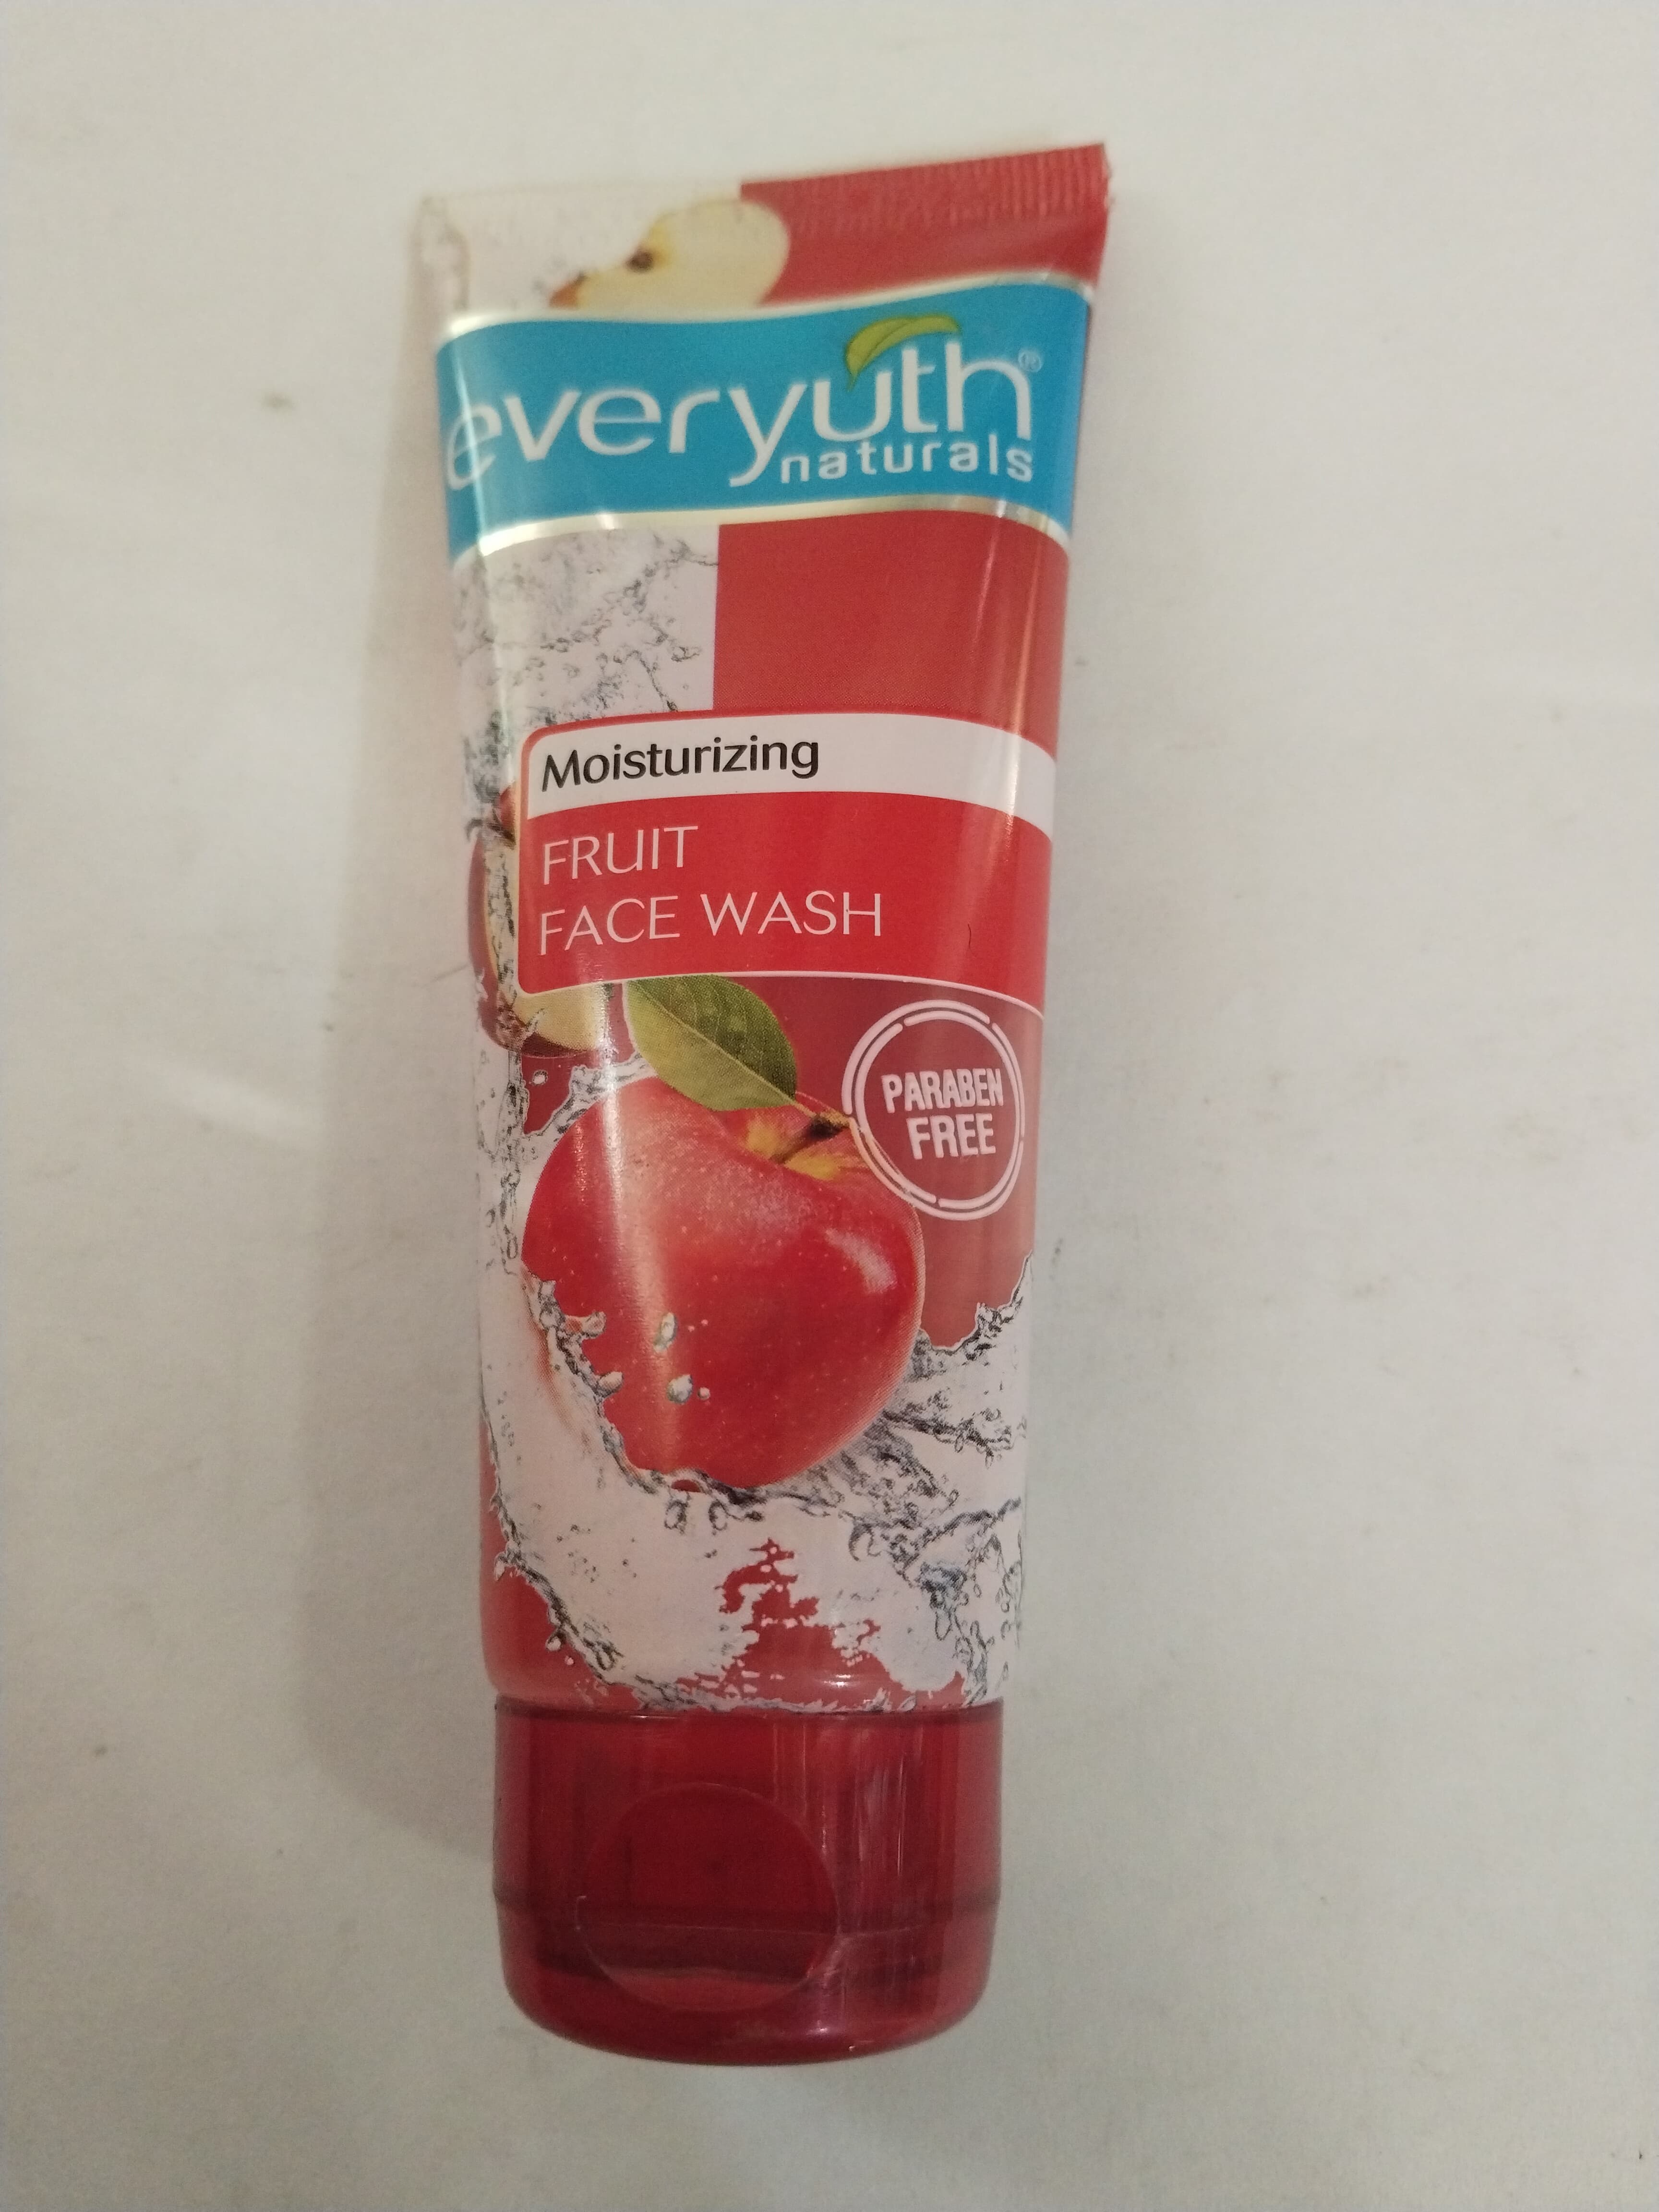 everyuth®
naturals
Moisturizing
FRUIT
FACE WASH
PARABEN
FREE